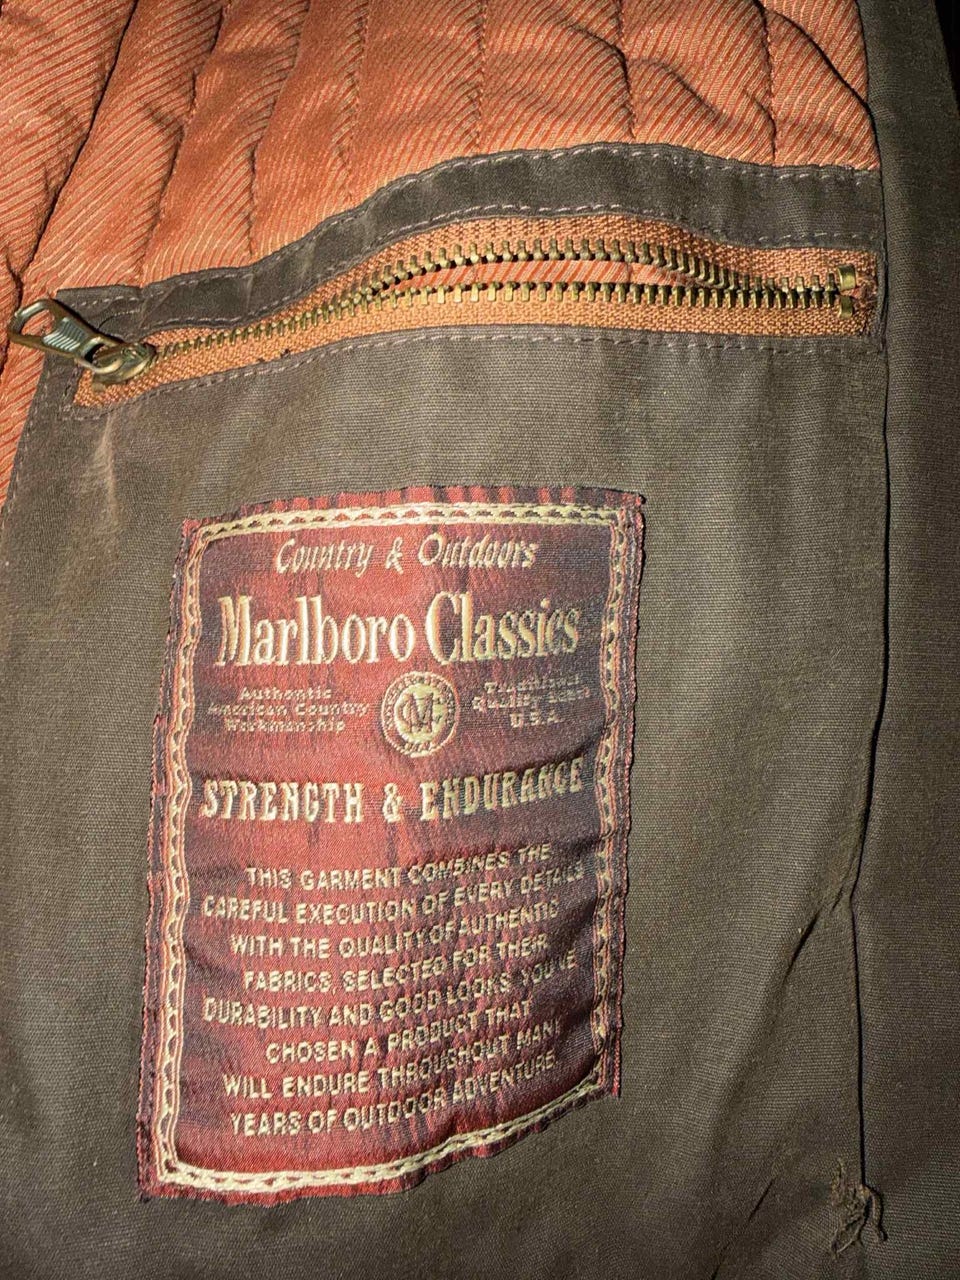 Country & Outdoors
Marlboro Classics
Authentic
American Country
Workmanship
CM
U.S.A.
Traditional
Quality
U.S.A.
STRENGTH & ENDURANCE
THIS GARMENT COMBINES THE
CAREFUL EXECUTION OF EVERY DETAILS
WITH THE QUALITY OF AUTHENTIC
FABRICS, SELECTED FOR THEIR
DURABILITY AND GOOD LOOKS YOU'VE
CHOSEN A PRODUCT THAT
WILL ENDURE THROUGHOUT MANY
YEARS OF OUTDOOR ADVENTURE.